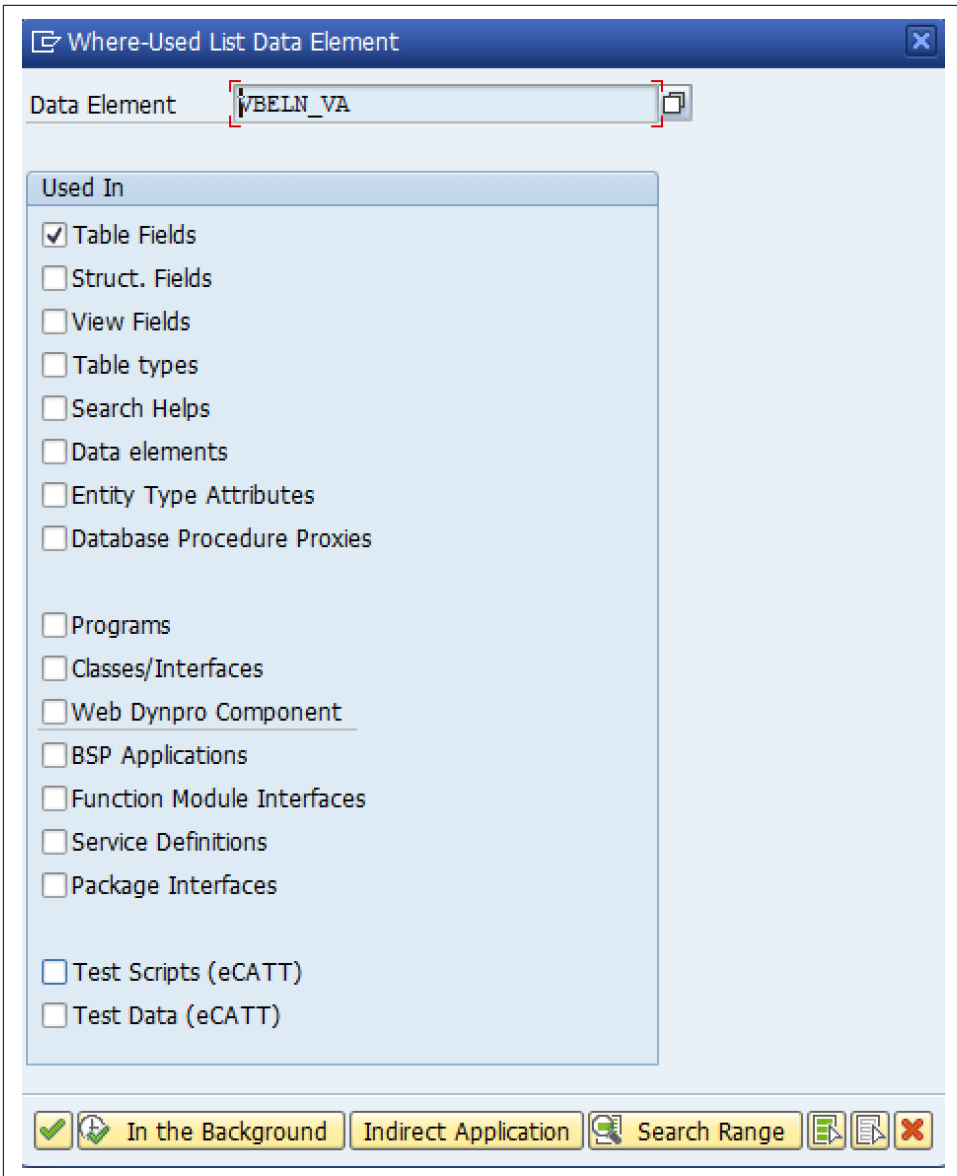 Where-Used List Data Element
Data Element VBELN_VA
Used In
Table Fields
Struct. Fields
View Fields
Table types
Search Helps
Data elements
Entity Type Attributes
Database Procedure Proxies
Programs
Classes/Interfaces
Web Dynpro Component
BSP Applications
Function Module Interfaces
Service Definitions
Package Interfaces
Test Scripts (eCATT)
Test Data (eCATT)
In the Background Indirect Application Search Range